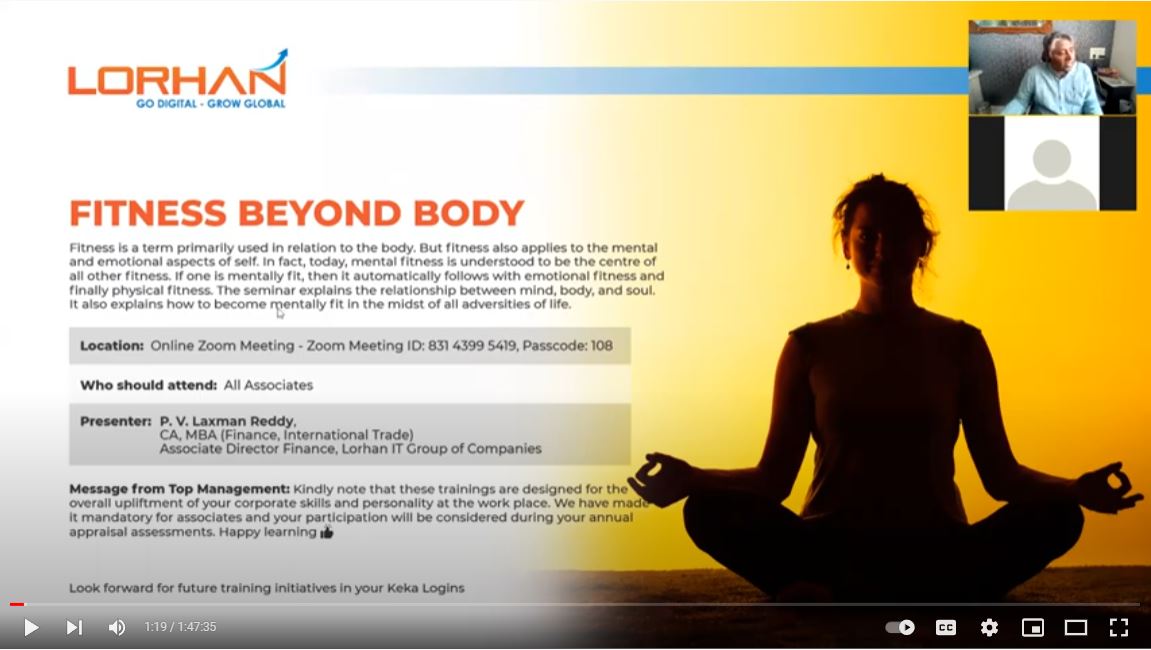 LORHAN
GO DIGITAL - GROW GLOBAL
FITNESS BEYOND BODY
Fitness is a term primarily used in relation to the body. But fitness also applies to the mental
and emotional aspects of self. In fact, today, mental fitness is understood to be the centre of
all other fitness. If one is mentally fit, then it automatically follows with emotional fitness and
finally physical fitness. The seminar explains the relationship between mind, body, and soul.
It also explains how to become mentally fit in the midst of all adversities of life.
Location: Online Zoom Meeting - Zoom Meeting ID: 831 4399 5419, Passcode: 108
Who should attend: All Associates
Presenter: P. V. Laxman Reddy,
CA, MBA (Finance, International Trade)
Associate Director Finance, Lorhan IT Group of Companies
Message from Top Management: Kindly note that these trainings are designed for the
overall upliftment of your corporate skills and personality at the work place. We have made
it mandatory for associates and your participation will be considered during your annual
appraisal assessments. Happy learning
Look forward for future training initiatives in your Keka Logins
1:19 / 1:47:35
CC